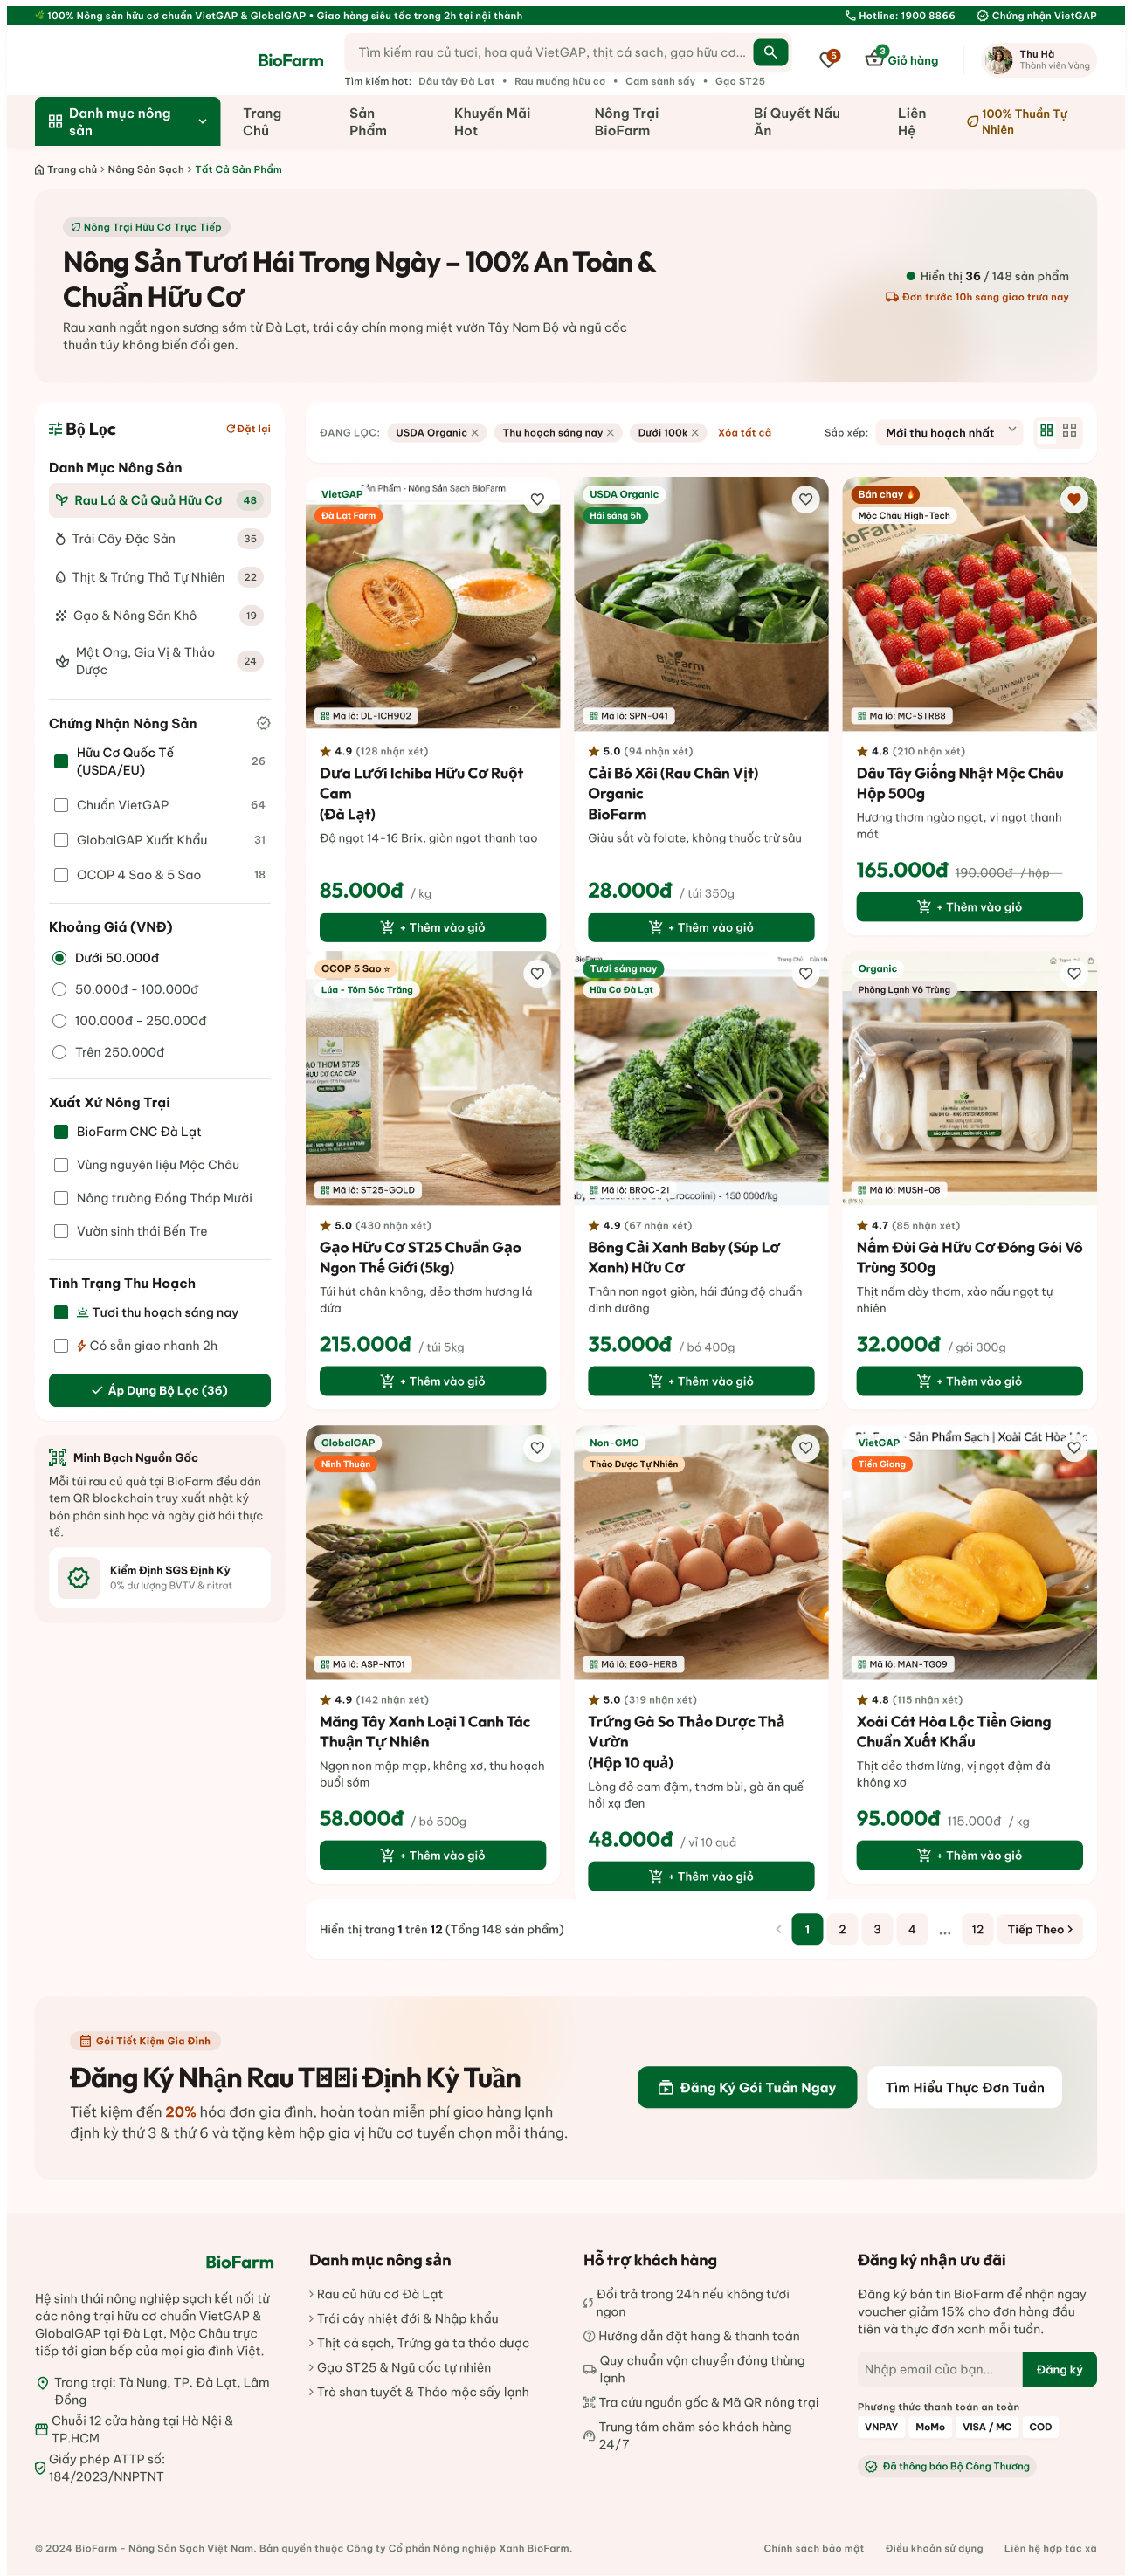 100% Nông sản hữu cơ chuẩn VietGAP & GlobalGAP • Giao hàng siêu tốc trong 2h tại nội thành
Hotline: 1900 8866
Chứng nhận VietGAP
BioFarm
Tìm kiếm rau củ tươi, hoa quả VietGAP, thịt cá sạch, gạo hữu cơ...
5
3
Giỏ hàng
Thu Hà
Thành viên Vàng
Tìm kiếm hot: Dâu tây Đà Lạt • Rau muống hữu cơ • Cam sành sấy • Gạo ST25
Danh mục nông sản
Trang Chủ
Sản Phẩm
Khuyến Mãi Hot
Nông Trại BioFarm
Bí Quyết Nấu Ăn
Liên Hệ
100% Thuần Tự Nhiên
Trang chủ > Nông Sản Sạch > Tất Cả Sản Phẩm
Nông Trại Hữu Cơ Trực Tiếp
Nông Sản Tươi Hái Trong Ngày – 100% An Toàn &
Chuẩn Hữu Cơ
Rau xanh ngắt ngọn sương sớm từ Đà Lạt, trái cây chín mọng miệt vườn Tây Nam Bộ và ngũ cốc
thuần túy không biến đổi gen.
Hiển thị 36 / 148 sản phẩm
Đơn trước 10h sáng giao trưa nay
Bộ Lọc
Đặt lại
Danh Mục Nông Sản
Rau Lá & Củ Quả Hữu Cơ 48
Trái Cây Đặc Sản 35
Thịt & Trứng Thả Tự Nhiên 22
Gạo & Nông Sản Khô 19
Mật Ong, Gia Vị & Thảo
Dược 24
Chứng Nhận Nông Sản
Hữu Cơ Quốc Tế
(USDA/EU) 26
Chuẩn VietGAP 64
GlobalGAP Xuất Khẩu 31
OCOP 4 Sao & 5 Sao 18
Khoảng Giá (VNĐ)
Dưới 50.000đ
50.000đ - 100.000đ
100.000đ - 250.000đ
Trên 250.000đ
Xuất Xứ Nông Trại
BioFarm CNC Đà Lạt
Vùng nguyên liệu Mộc Châu
Nông trường Đồng Tháp Mười
Vườn sinh thái Bến Tre
Tình Trạng Thu Hoạch
Tươi thu hoạch sáng nay
Có sẵn giao nhanh 2h
Áp Dụng Bộ Lọc (36)
Minh Bạch Nguồn Gốc
Mỗi túi rau củ quả tại BioFarm đều dán
tem QR blockchain truy xuất nhật ký
bón phân sinh học và ngày giờ hái thực
tế.
Kiểm Định SGS Định Kỳ
0% dư lượng BVTV & nitrat
ĐANG LỌC: USDA Organic Thu hoạch sáng nay Dưới 100k Xóa tất cả
Sắp xếp: Mới thu hoạch nhất
VietGAP
Sản Phẩm - Nông Sản Sạch BioFarm
Đà Lạt Farm
Mã lô: DL-ICH902
4.9 (128 nhận xét)
Dưa Lưới Ichiba Hữu Cơ Ruột
Cam
(Đà Lạt)
Độ ngọt 14-16 Brix, giòn ngọt thanh tao
85.000đ / kg
+ Thêm vào giỏ
USDA Organic
Hái sáng 5h
BioFarm
Baby Spinach
Mã lô: SPN-041
5.0 (94 nhận xét)
Cải Bó Xôi (Rau Chân Vịt)
Organic
BioFarm
Giàu sắt và folate, không thuốc trừ sâu
28.000đ / túi 350g
+ Thêm vào giỏ
Bán chạy
Mộc Châu High-Tech
BioFarm
Mã lô: MC-STR88
4.8 (210 nhận xét)
Dâu Tây Giống Nhật Mộc Châu
Hộp 500g
Hương thơm ngào ngạt, vị ngọt thanh
mát
165.000đ 190.000đ / hộp
+ Thêm vào giỏ
OCOP 5 Sao
Lúa - Tôm Sóc Trăng
BioFarm
GẠO THƠM ST25
HỮU CƠ CAO CẤP
Mã lô: ST25-GOLD
5.0 (430 nhận xét)
Gạo Hữu Cơ ST25 Chuẩn Gạo
Ngon Thế Giới (5kg)
Túi hút chân không, dẻo thơm hương lá
dứa
215.000đ / túi 5kg
+ Thêm vào giỏ
Tươi sáng nay
Hữu Cơ Đà Lạt
Mã lô: BROC-21
(Broccolini) - 150.000đ/kg
4.9 (67 nhận xét)
Bông Cải Xanh Baby (Súp Lơ
Xanh) Hữu Cơ
Thân non ngọt giòn, hái đúng độ chuẩn
dinh dưỡng
35.000đ / bó 400g
+ Thêm vào giỏ
Organic
Phòng Lạnh Vô Trùng
BIOFARM
Mã lô: MUSH-08
4.7 (85 nhận xét)
Nấm Đùi Gà Hữu Cơ Đóng Gói Vô
Trùng 300g
Thịt nấm dày thơm, xào nấu ngọt tự
nhiên
32.000đ / gói 300g
+ Thêm vào giỏ
GlobalGAP
Ninh Thuận
Mã lô: ASP-NT01
4.9 (142 nhận xét)
Măng Tây Xanh Loại 1 Canh Tác
Thuận Tự Nhiên
Ngọn non mập mạp, không xơ, thu hoạch
buổi sớm
58.000đ / bó 500g
+ Thêm vào giỏ
Non-GMO
Thảo Dược Tự Nhiên
Mã lô: EGG-HERB
5.0 (319 nhận xét)
Trứng Gà So Thảo Dược Thả
Vườn
(Hộp 10 quả)
Lòng đỏ cam đậm, thơm bùi, gà ăn quế
hồi xạ đen
48.000đ / vỉ 10 quả
+ Thêm vào giỏ
Sản Phẩm Sạch | Xoài Cát Hòa Lộc
VietGAP
Tiền Giang
Mã lô: MAN-TG09
4.8 (115 nhận xét)
Xoài Cát Hòa Lộc Tiền Giang
Chuẩn Xuất Khẩu
Thịt dẻo thơm lừng, vị ngọt đậm đà
không xơ
95.000đ 115.000đ / kg
+ Thêm vào giỏ
Hiển thị trang 1 trên 12 (Tổng 148 sản phẩm)
1 2 3 4 ... 12 Tiếp Theo
Gói Tiết Kiệm Gia Đình
Đăng Ký Nhận Rau T☒☒i Định Kỳ Tuần
Tiết kiệm đến 20% hóa đơn gia đình, hoàn toàn miễn phí giao hàng lạnh
định kỳ thứ 3 & thứ 6 và tặng kèm hộp gia vị hữu cơ tuyển chọn mỗi tháng.
Đăng Ký Gói Tuần Ngay
Tìm Hiểu Thực Đơn Tuần
BioFarm
Hệ sinh thái nông nghiệp sạch kết nối từ
các nông trại hữu cơ chuẩn VietGAP &
GlobalGAP tại Đà Lạt, Mộc Châu trực
tiếp tới gian bếp của mọi gia đình Việt.
Trang trại: Tà Nung, TP. Đà Lạt, Lâm
Đồng
Chuỗi 12 cửa hàng tại Hà Nội &
TP.HCM
Giấy phép ATTP số:
184/2023/NNPTNT
Danh mục nông sản
Rau củ hữu cơ Đà Lạt
Trái cây nhiệt đới & Nhập khẩu
Thịt cá sạch, Trứng gà ta thảo dược
Gạo ST25 & Ngũ cốc tự nhiên
Trà shan tuyết & Thảo mộc sấy lạnh
Hỗ trợ khách hàng
Đổi trả trong 24h nếu không tươi
ngon
Hướng dẫn đặt hàng & thanh toán
Quy chuẩn vận chuyển đóng thùng
lạnh
Tra cứu nguồn gốc & Mã QR nông trại
Trung tâm chăm sóc khách hàng
24/7
Đăng ký nhận ưu đãi
Đăng ký bản tin BioFarm để nhận ngay
voucher giảm 15% cho đơn hàng đầu
tiên và thực đơn xanh mỗi tuần.
Nhập email của bạn...
Đăng ký
Phương thức thanh toán an toàn
VNPAY MoMo VISA / MC COD
Đã thông báo Bộ Công Thương
© 2024 BioFarm - Nông Sản Sạch Việt Nam. Bản quyền thuộc Công ty Cổ phần Nông nghiệp Xanh BioFarm.
Chính sách bảo mật
Điều khoản sử dụng
Liên hệ hợp tác xã